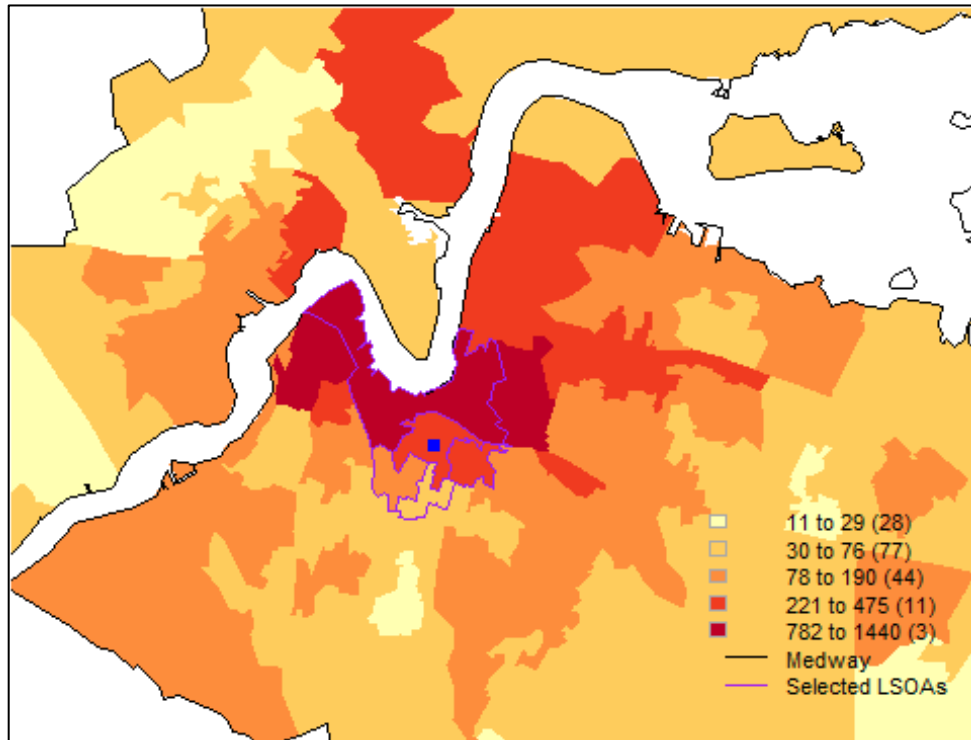 11 to 29 (28)
30 to 76 (77)
78 to 190 (44)
221 to 475 (11)
782 to 1440 (3)
Medway
Selected LSOAs